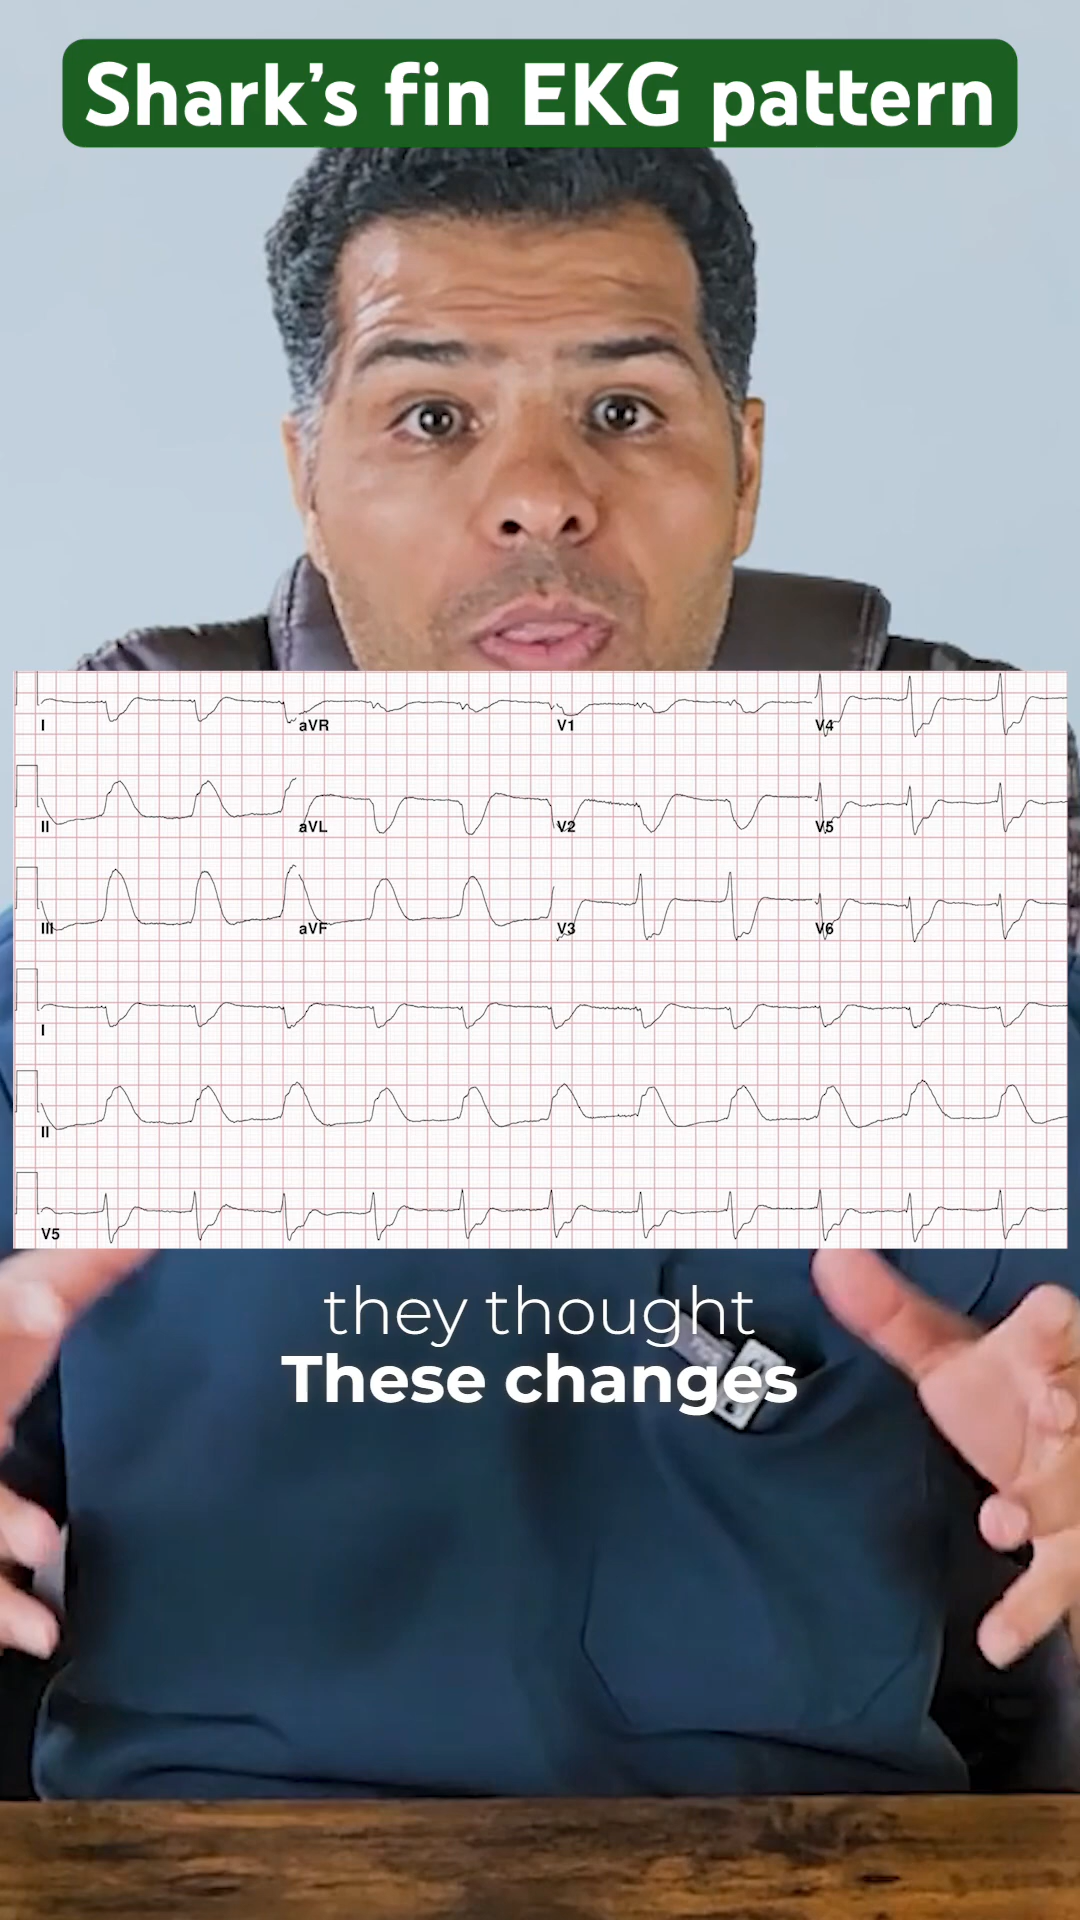 Shark's fin EKG pattern
I aVR V1 V4
II aVL V2 V5
III aVF V3 V6
I
II
V5
they thought
These changes